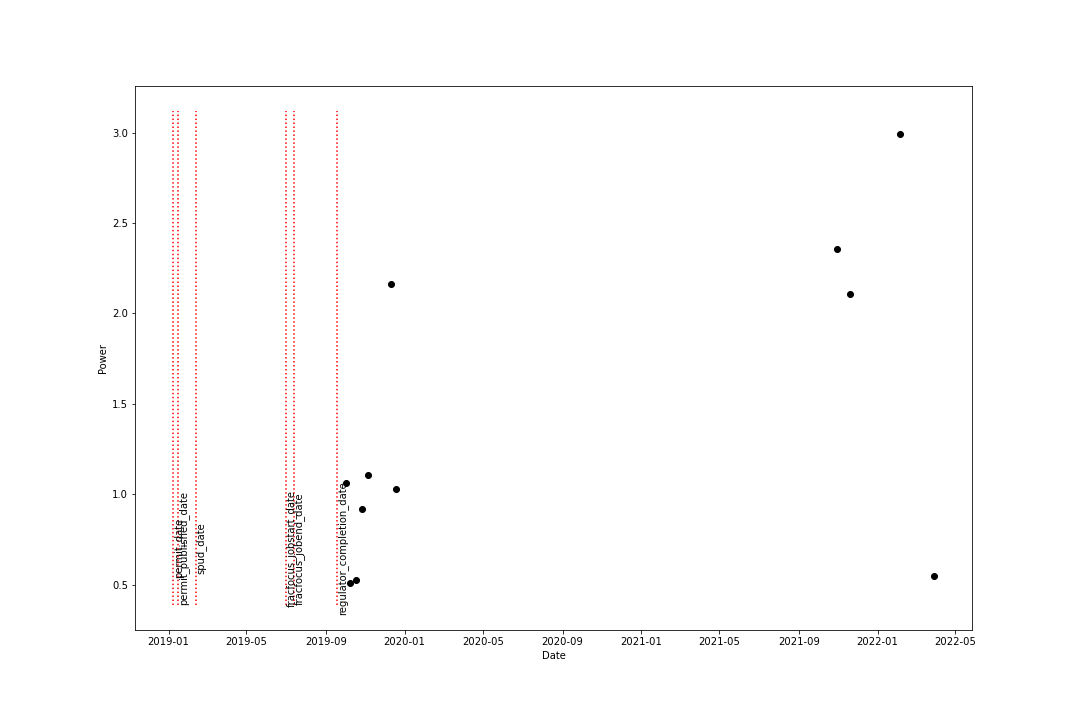 3.0
2.5
2.0
1.5
1.0
0.5
Power
permit_date
permit_published_date
spud_date
fracfocus_jobstart_date
fracfocus_jobend_date
regulator_completion_date
2019-01
2019-05
2019-09
2020-01
2020-05
2020-09
2021-01
2021-05
2021-09
2022-01
2022-05
Date